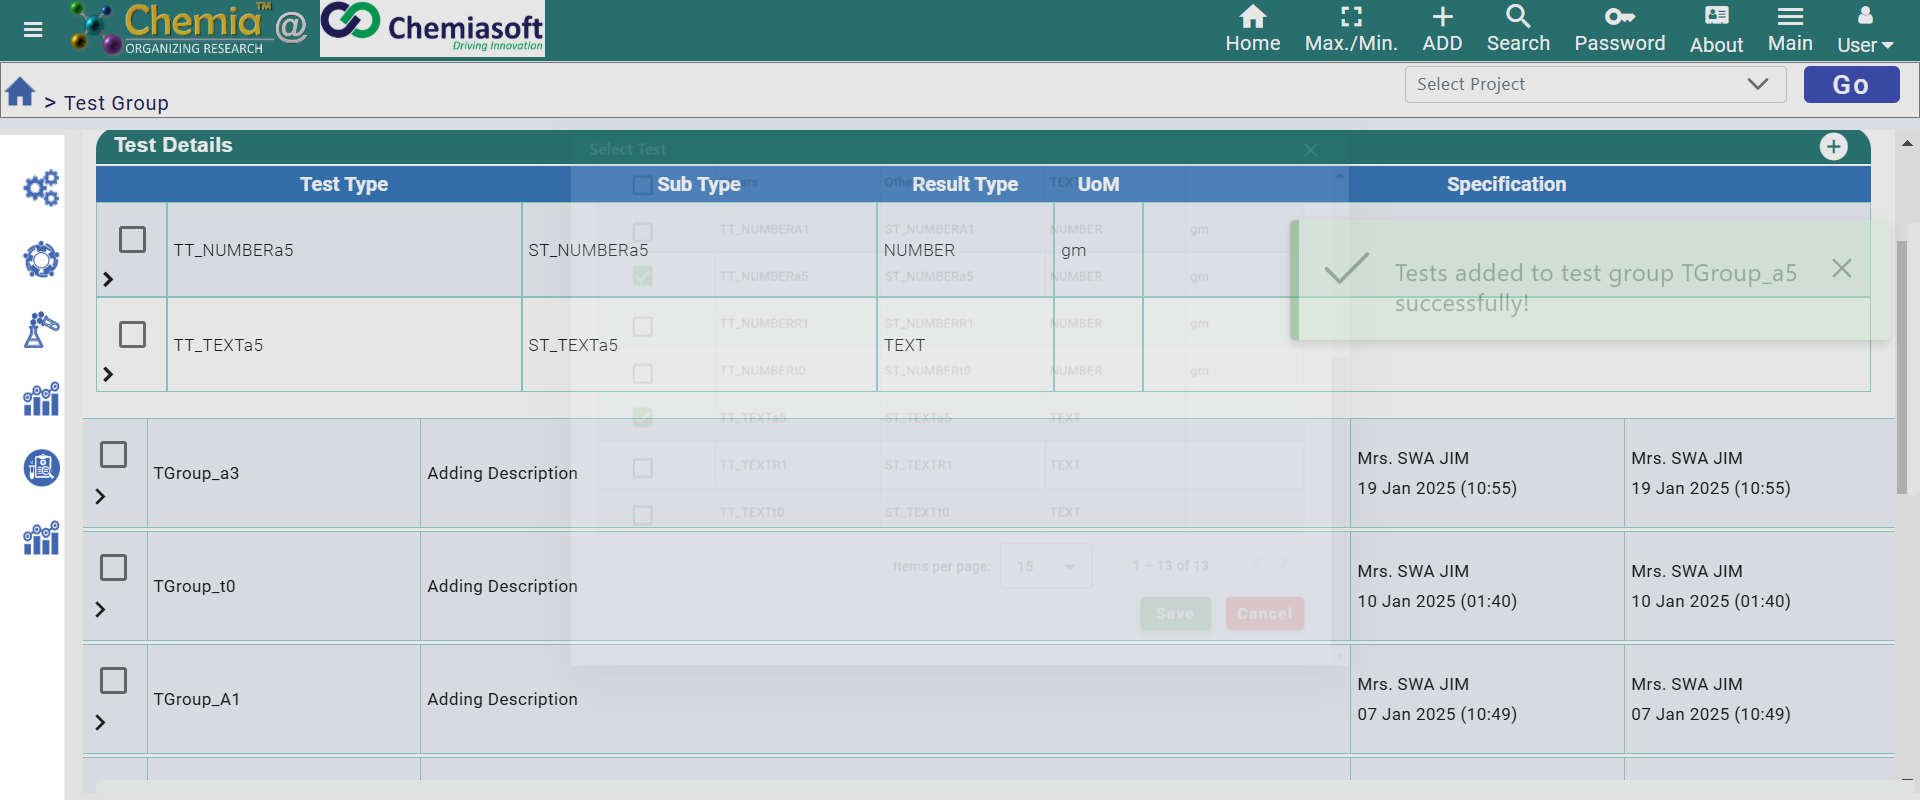 Chemia™ @
ORGANIZING RESEARCH
Chemiasoft
Driving Innovation
Home Max./Min. ADD Search Password About Main User
> Test Group
Select Project Go
Test Details
Select Test
Test Type Sub Type Result Type UoM Specification
TT_NUMBERA1 ST_NUMBERA1 NUMBER gm
TT_NUMBERa5 ST_NUMBERa5 NUMBER gm
TT_NUMBERa5 ST_NUMBERa5 NUMBER gm
Tests added to test group TGroup_a5
successfully!
TT_NUMBERR1 ST_NUMBERR1 NUMBER gm
TT_TEXTa5 ST_TEXTa5 TEXT
TT_NUMBERt0 ST_NUMBERt0 NUMBER gm
TT_TEXTa5 ST_TEXTa5 TEXT
TGroup_a3 Adding Description
Mrs. SWA JIM Mrs. SWA JIM
19 Jan 2025 (10:55) 19 Jan 2025 (10:55)
TT_TEXTR1 ST_TEXTR1 TEXT
TT_TEXTt0 ST_TEXTt0 TEXT
Items per page: 15 1 – 13 of 13
TGroup_t0 Adding Description
Mrs. SWA JIM Mrs. SWA JIM
10 Jan 2025 (01:40) 10 Jan 2025 (01:40)
Save Cancel
TGroup_A1 Adding Description
Mrs. SWA JIM Mrs. SWA JIM
07 Jan 2025 (10:49) 07 Jan 2025 (10:49)